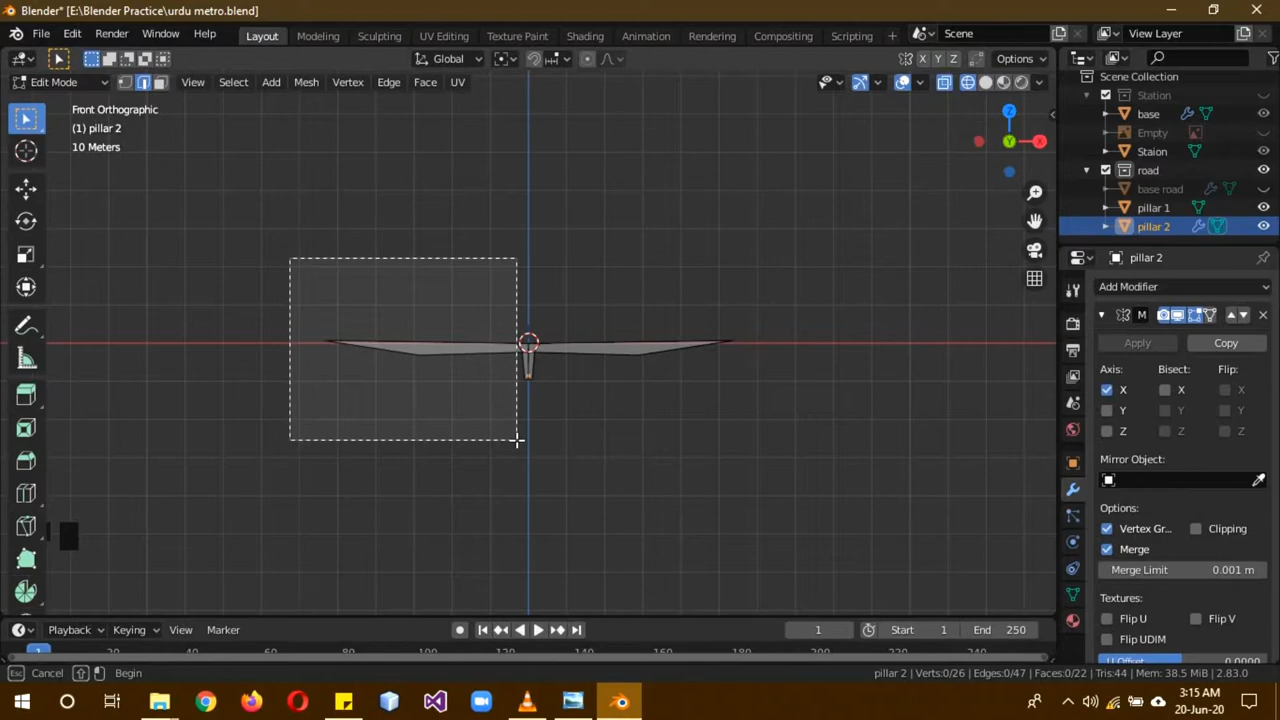 Blender* [E:\Blender Practice\urdu metro.blend]
File Edit Render Window Help Layout Modeling Sculpting UV Editing Texture Paint Shading Animation Rendering Compositing Scripting + Scene View Layer
Global X Y Z Options
Edit Mode View Select Add Mesh Vertex Edge Face UV
Front Orthographic
(1) pillar 2
10 Meters
Z
Y
X
Scene Collection
Station
base
Empty
Staion
road
base road
pillar 1
pillar 2
pillar 2
Add Modifier
M
Apply Copy
Axis: Bisect: Flip:
X X X
Y Y Y
Z Z Z
Mirror Object:
Options:
Vertex Gr... Clipping
Merge
Merge Limit 0.001 m
Textures:
Flip U Flip V
Flip UDIM
U Offset 0.0000
Playback Keying View Marker 1 Start 1 End 250
1 20 40 60 80 100 120 140 160 180 200 220 240
Cancel Begin pillar 2 | Verts:0/26 | Edges:0/47 | Faces:0/22 | Tris:44 | Mem: 38.5 MiB | 2.83.0
3:15 AM
20-Jun-20